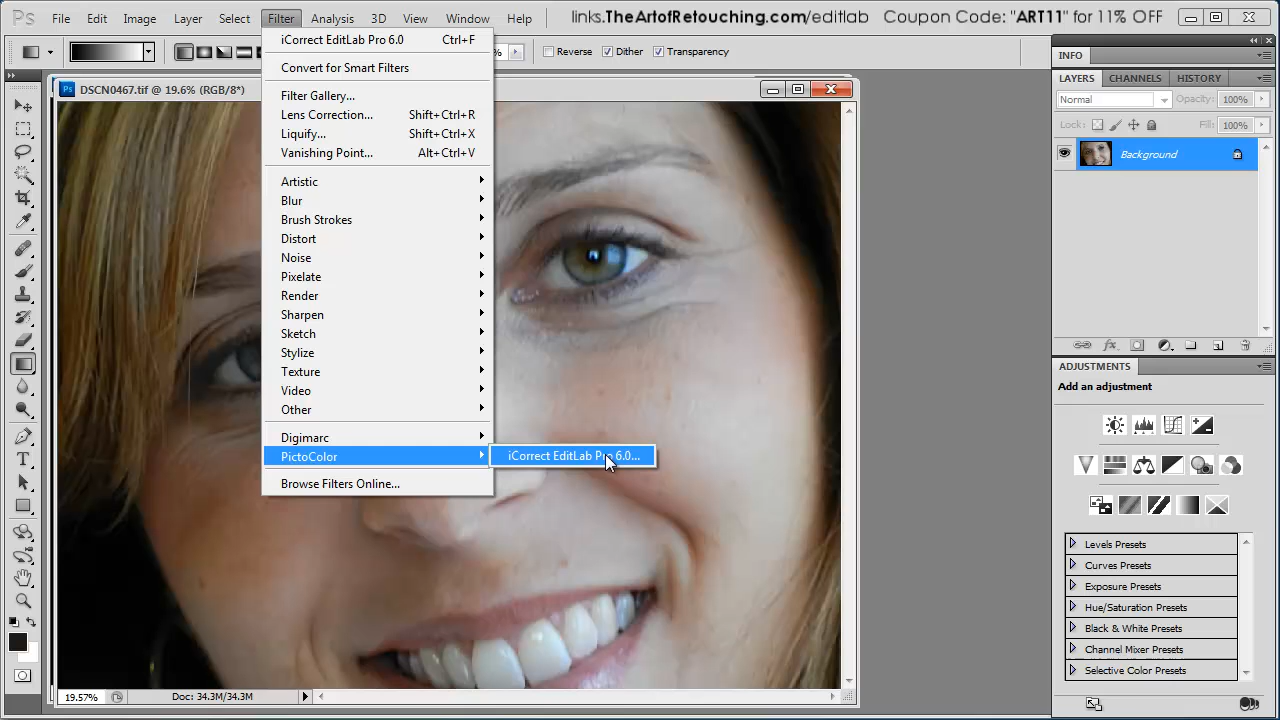 Ps File Edit Image Layer Select Filter Analysis 3D View Window Help links.TheArtofRetouching.com/editlab Coupon Code: "ART11" for 11% OFF
% Reverse Dither Transparency
iCorrect EditLab Pro 6.0 Ctrl+F
Convert for Smart Filters
Filter Gallery...
Lens Correction... Shift+Ctrl+R
Liquify... Shift+Ctrl+X
Vanishing Point... Alt+Ctrl+V
Artistic
Blur
Brush Strokes
Distort
Noise
Pixelate
Render
Sharpen
Sketch
Stylize
Texture
Video
Other
Digimarc
PictoColor
iCorrect EditLab Pro 6.0...
Browse Filters Online...
Ps DSCN0467.tif @ 19.6% (RGB/8*)
19.57% Doc: 34.3M/34.3M
INFO
LAYERS CHANNELS HISTORY
Normal Opacity: 100%
Lock: Fill: 100%
Background
ADJUSTMENTS
Add an adjustment
Levels Presets
Curves Presets
Exposure Presets
Hue/Saturation Presets
Black & White Presets
Channel Mixer Presets
Selective Color Presets